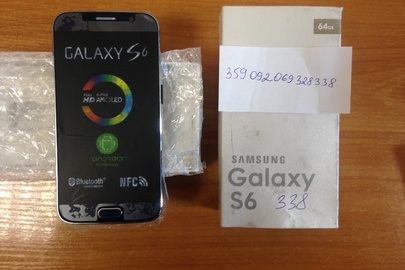 GALAXY S6
FULL SUPER
HD AMOLED
android
Bluetooth
NFC
64GB
359092069328338
SAMSUNG
Galaxy
S6
338